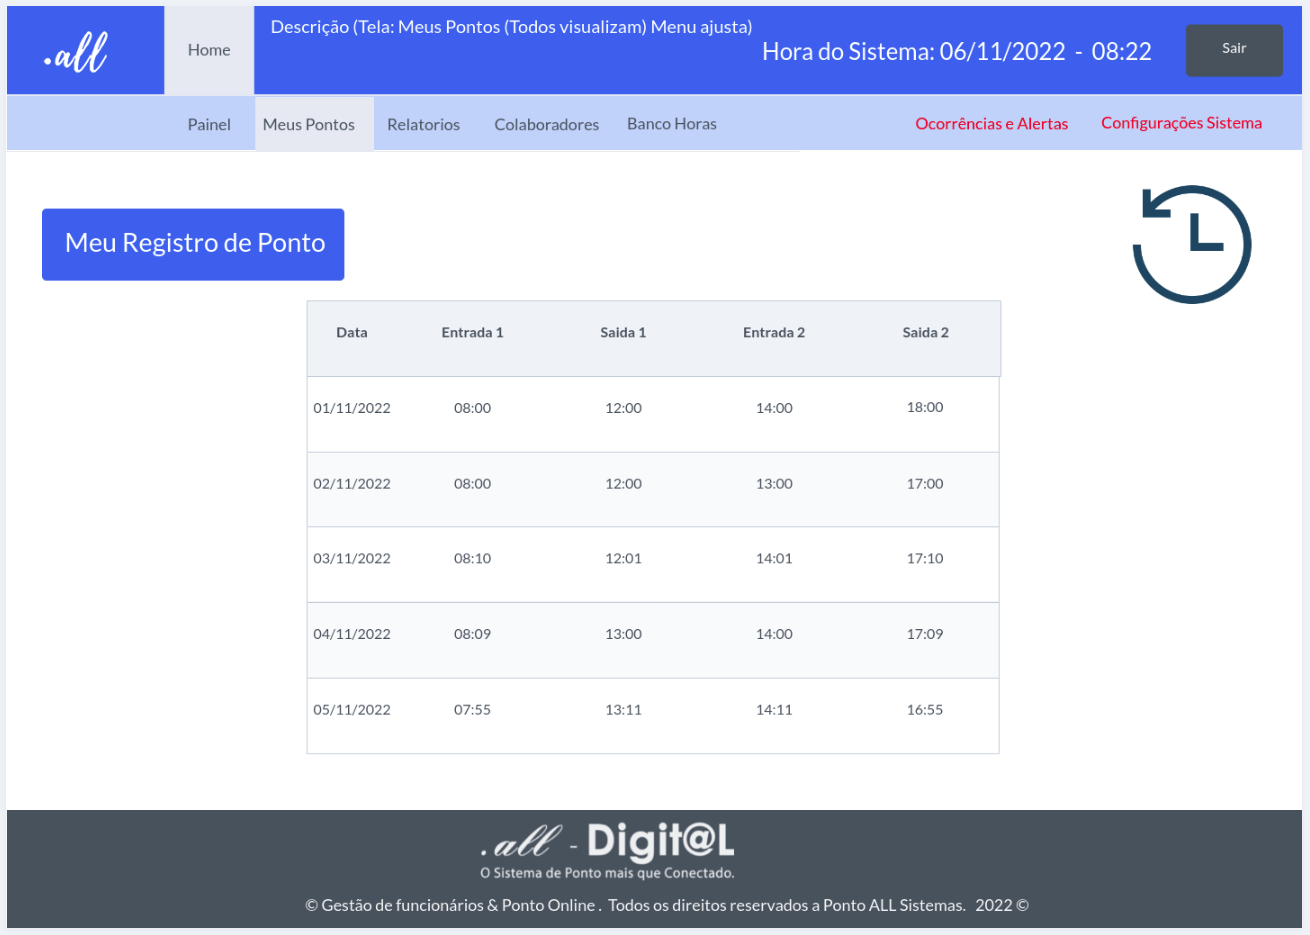 .all
Home
Descrição (Tela: Meus Pontos (Todos visualizam) Menu ajusta)
Hora do Sistema: 06/11/2022 - 08:22
Sair
Painel
Meus Pontos
Relatorios
Colaboradores
Banco Horas
Ocorrências e Alertas
Configurações Sistema
Meu Registro de Ponto
Data Entrada 1 Saida 1 Entrada 2 Saida 2
01/11/2022 08:00 12:00 14:00 18:00
02/11/2022 08:00 12:00 13:00 17:00
03/11/2022 08:10 12:01 14:01 17:10
04/11/2022 08:09 13:00 14:00 17:09
05/11/2022 07:55 13:11 14:11 16:55
.all - Digit@L
O Sistema de Ponto mais que Conectado.
© Gestão de funcionários & Ponto Online . Todos os direitos reservados a Ponto ALL Sistemas. 2022 ©